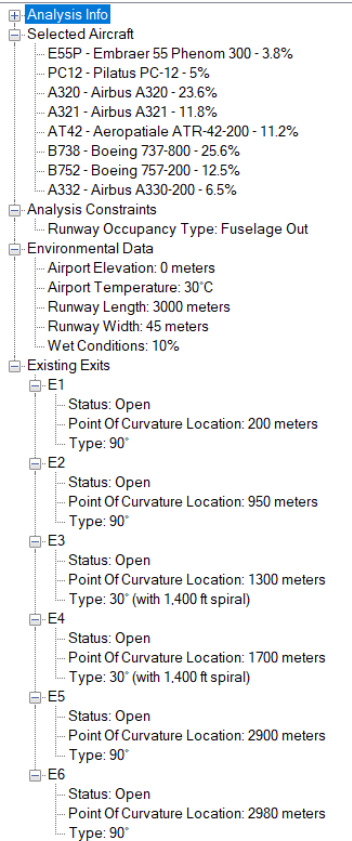 Analysis Info
Selected Aircraft
E55P - Embraer 55 Phenom 300 - 3.8%
PC12 - Pilatus PC-12 - 5%
A320 - Airbus A320 - 23.6%
A321 - Airbus A321 - 11.8%
AT42 - Aeropatiale ATR-42-200 - 11.2%
B738 - Boeing 737-800 - 25.6%
B752 - Boeing 757-200 - 12.5%
A332 - Airbus A330-200 - 6.5%
Analysis Constraints
Runway Occupancy Type: Fuselage Out
Environmental Data
Airport Elevation: 0 meters
Airport Temperature: 30°C
Runway Length: 3000 meters
Runway Width: 45 meters
Wet Conditions: 10%
Existing Exits
E1
Status: Open
Point Of Curvature Location: 200 meters
Type: 90°
E2
Status: Open
Point Of Curvature Location: 950 meters
Type: 90°
E3
Status: Open
Point Of Curvature Location: 1300 meters
Type: 30° (with 1,400 ft spiral)
E4
Status: Open
Point Of Curvature Location: 1700 meters
Type: 30° (with 1,400 ft spiral)
E5
Status: Open
Point Of Curvature Location: 2900 meters
Type: 90°
E6
Status: Open
Point Of Curvature Location: 2980 meters
Type: 90°